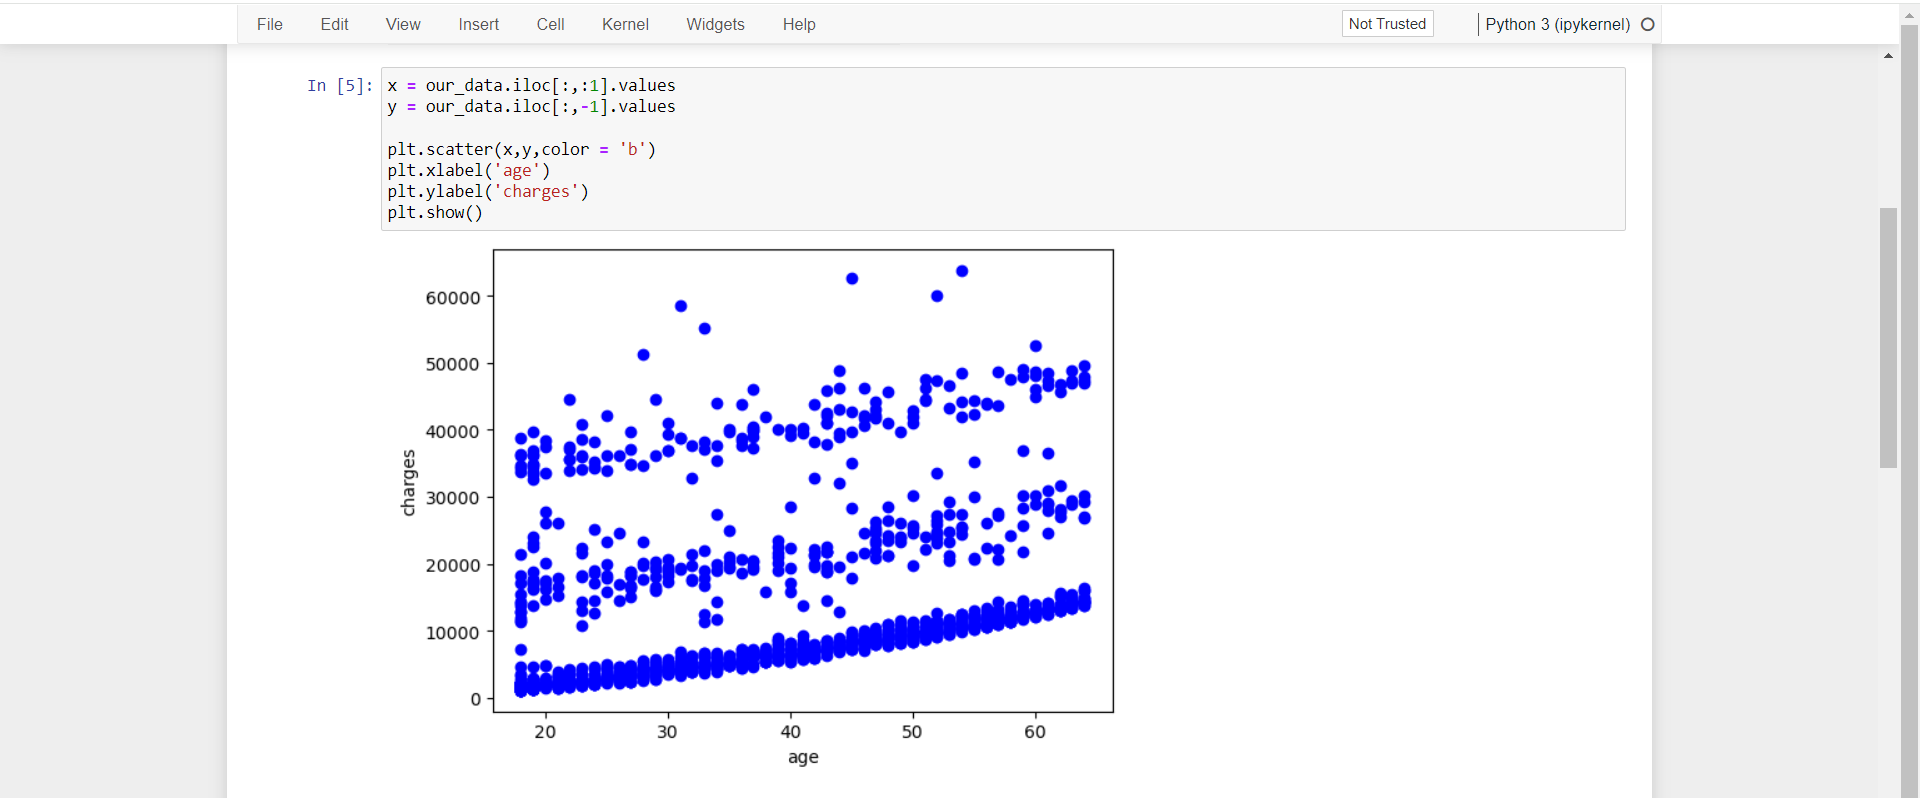 File Edit View Insert Cell Kernel Widgets Help Not Trusted Python 3 (ipykernel)
In [5]: x = our_data.iloc[:,:1].values
y = our_data.iloc[:,-1].values
plt.scatter(x,y,color = 'b')
plt.xlabel('age')
plt.ylabel('charges')
plt.show()
60000
50000
40000
charges
30000
20000
10000
0
20 30 40 50 60
age